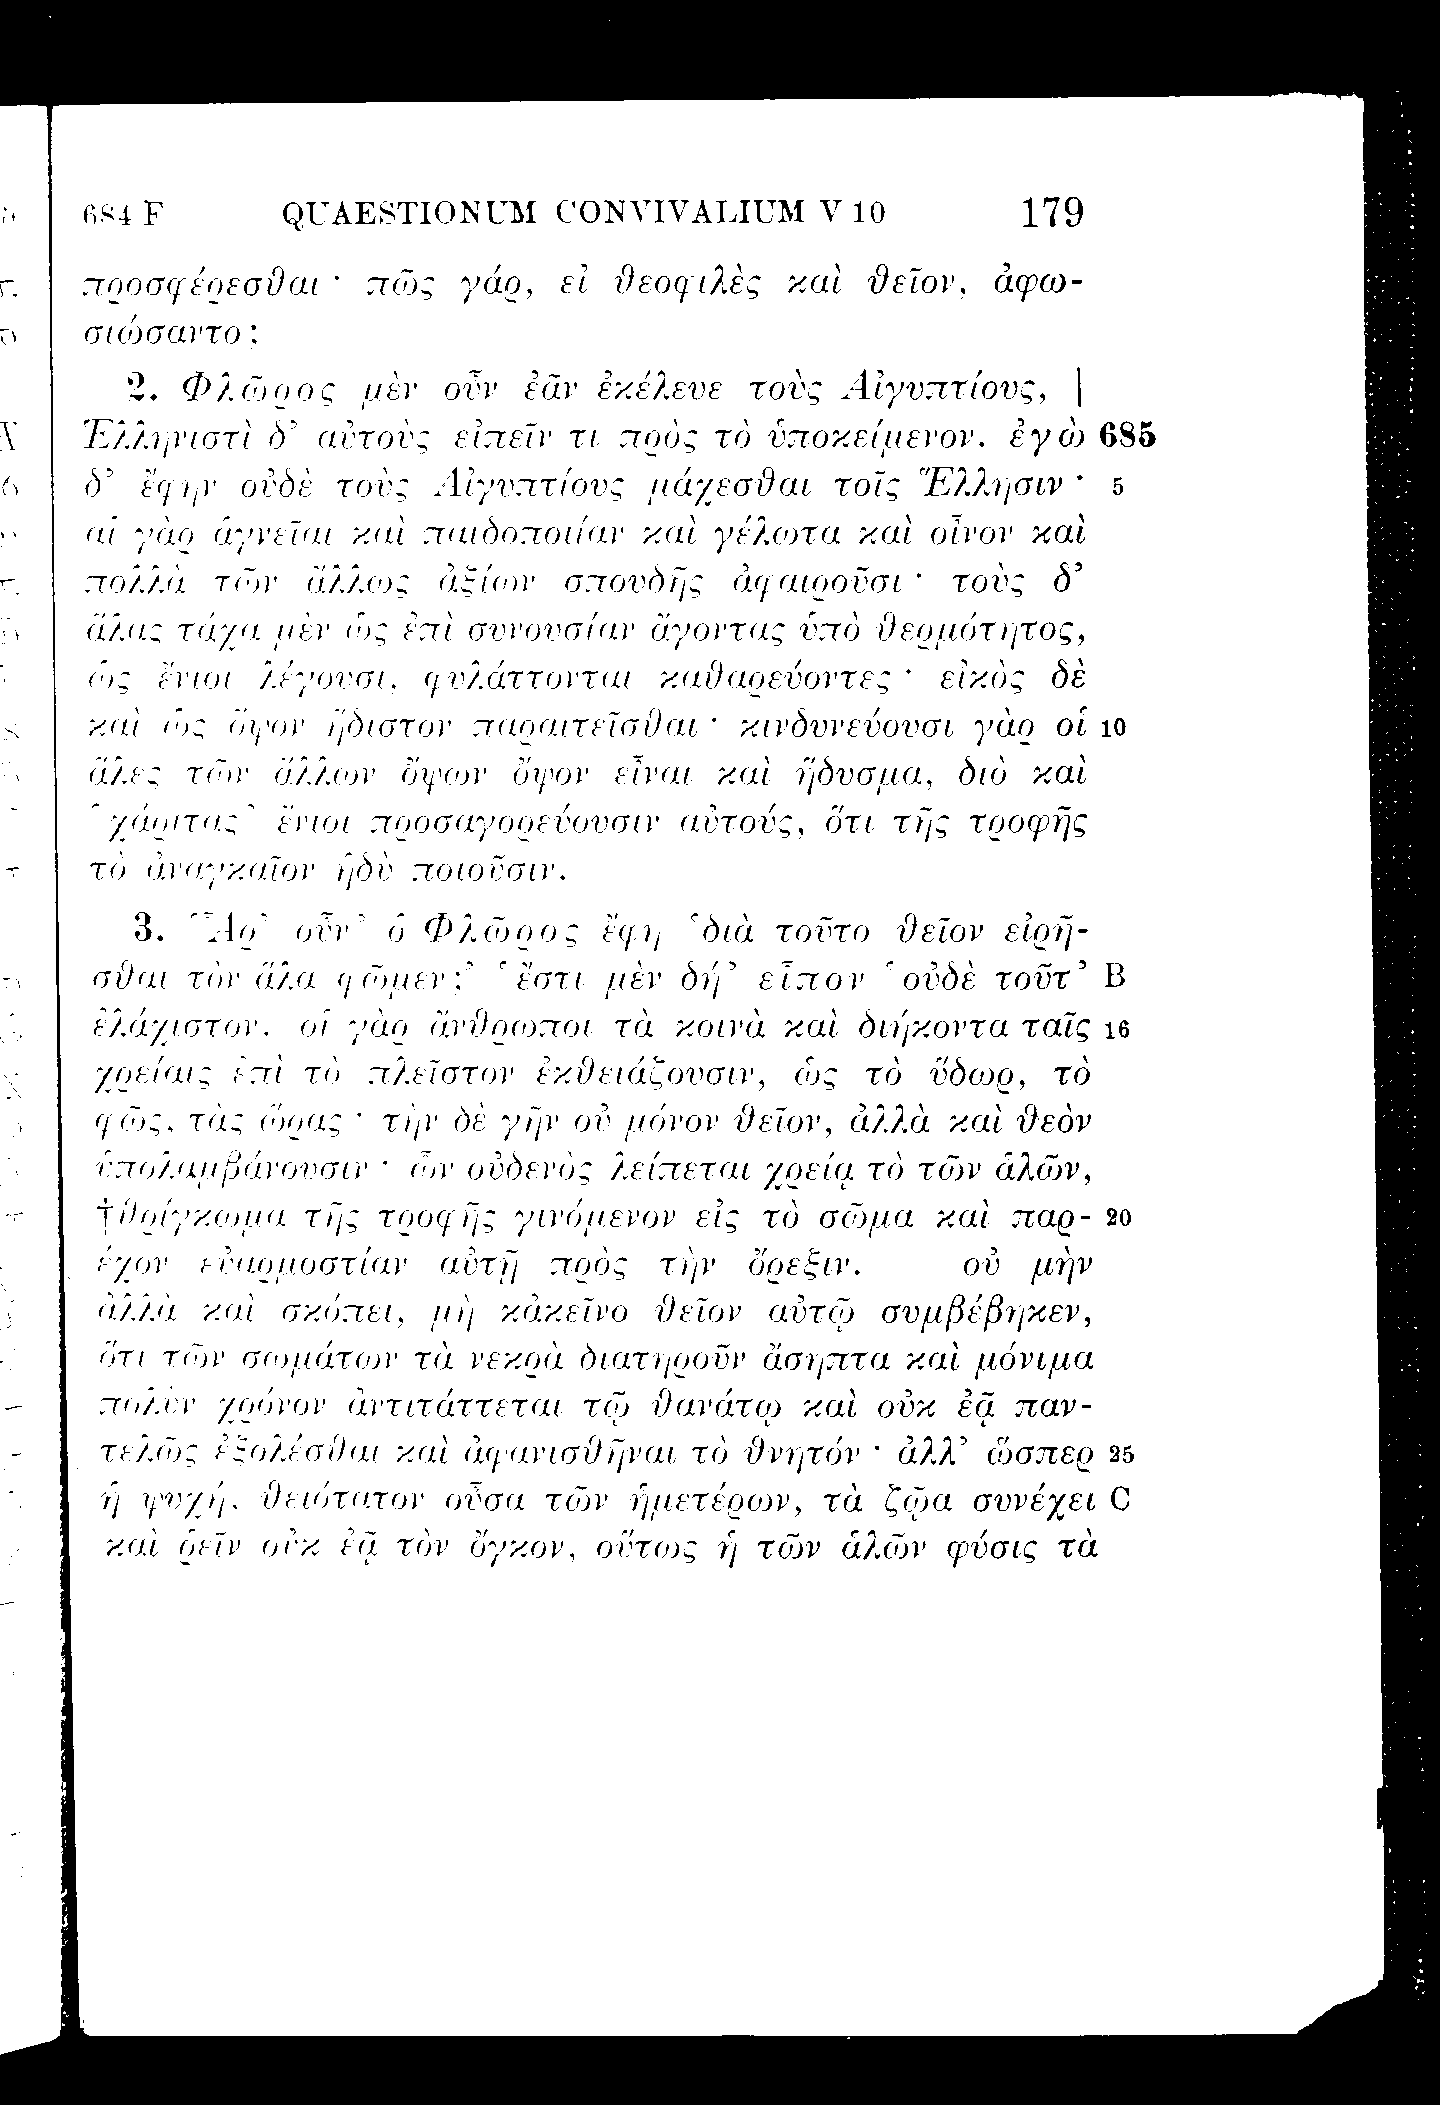 684 F QUAESTIONUM CONVIVALIUM V 10 179
προσφέρεσθαι · πῶς γάρ, εἰ θεοφιλὲς καὶ θεῖον, ἀφω-
σιώσαντο;
2. Φλῶρος μὲν οὖν ἐᾶν ἐκέλευε τοὺς Αἰγυπτίους, |
Ἑλληνιστὶ δ’ αὐτοὺς εἰπεῖν τι πρὸς τὸ ὑποκείμενον. ἐγὼ 685
δ’ ἔφην οὐδὲ τοὺς Αἰγυπτίους μάχεσθαι τοῖς Ἕλλησιν · 5
αἱ γὰρ ἁγνεῖαι καὶ παιδοποιίαν καὶ γέλωτα καὶ οἶνον καὶ
πολλὰ τῶν ἄλλως ἀξίων σπουδῆς ἀφαιροῦσι · τοὺς δ’
ἅλας τάχα μὲν ὡς ἐπὶ συνουσίαν ἄγοντας ὑπὸ θερμότητος,
ὡς ἔνιοι λέγουσι, φυλάττονται καθαρεύοντες · εἰκὸς δὲ
καὶ ὡς ὄψον ἥδιστον παραιτεῖσθαι · κινδυνεύουσι γὰρ οἱ 10
ἅλες τῶν ἄλλων ὄψων ὄψον εἶναι καὶ ἥδυσμα, διὸ καὶ
‘χάριτας’ ἔνιοι προσαγορεύουσιν αὐτούς, ὅτι τῆς τροφῆς
τὸ ἀναγκαῖον ἡδὺ ποιοῦσιν.
3. ‘Ἆρ’ οὖν’ ὁ Φλῶρος ἔφη ‘διὰ τοῦτο θεῖον εἰρῆ-
σθαι τὸν ἅλα φῶμεν;’ ‘ἔστι μὲν δή’ εἶπον ‘οὐδὲ τοῦτ’ B
ἐλάχιστον. οἱ γὰρ ἄνθρωποι τὰ κοινὰ καὶ διήκοντα ταῖς 16
χρείαις ἐπὶ τὸ πλεῖστον ἐκθειάζουσιν, ὡς τὸ ὕδωρ, τὸ
φῶς, τὰς ὥρας · τὴν δὲ γῆν οὐ μόνον θεῖον, ἀλλὰ καὶ θεὸν
ὑπολαμβάνουσιν · ὧν οὐδενὸς λείπεται χρείᾳ τὸ τῶν ἁλῶν,
†θρίγκωμα τῆς τροφῆς γινόμενον εἰς τὸ σῶμα καὶ παρ- 20
έχον εὐαρμοστίαν αὐτῇ πρὸς τὴν ὄρεξιν. οὐ μὴν
ἀλλὰ καὶ σκόπει, μὴ κἀκεῖνο θεῖον αὐτῷ συμβέβηκεν,
ὅτι τῶν σωμάτων τὰ νεκρὰ διατηροῦν ἄσηπτα καὶ μόνιμα
πολὺν χρόνον ἀντιτάττεται τῷ θανάτῳ καὶ οὐκ ἐᾷ παν-
τελῶς ἐξολέσθαι καὶ ἀφανισθῆναι τὸ θνητόν · ἀλλ’ ὥσπερ 25
ἡ ψυχή, θειότατον οὖσα τῶν ἡμετέρων, τὰ ζῷα συνέχει C
καὶ ῥεῖν οὐκ ἐᾷ τὸν ὄγκον, οὕτως ἡ τῶν ἁλῶν φύσις τὰ